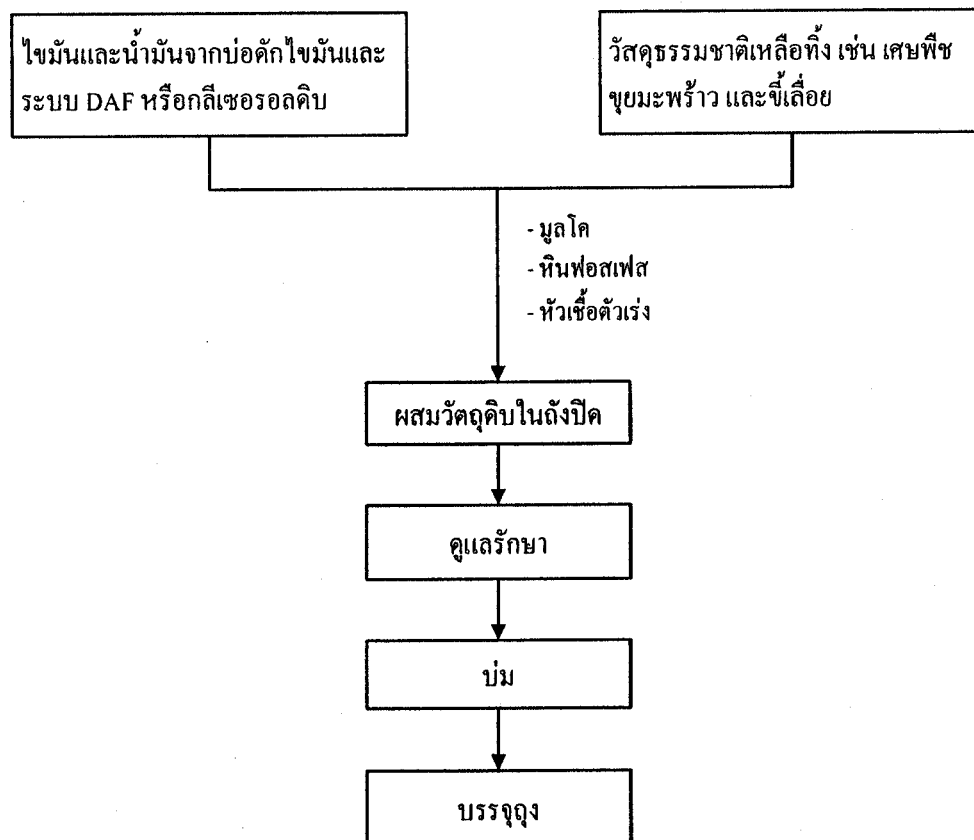 ไขมันและน้ำมันจากบ่อดักไขมันและ
ระบบ DAF หรือกลีเซอรอลดิบ
วัสดุธรรมชาติเหลือทิ้ง เช่น เศษพืช
ขุยมะพร้าว และขี้เลื่อย
- มูลโค
- หินฟอสเฟส
- หัวเชื้อตัวเร่ง
ผสมวัตถุดิบในถังปิด
ดูแลรักษา
บ่ม
บรรจุถุง